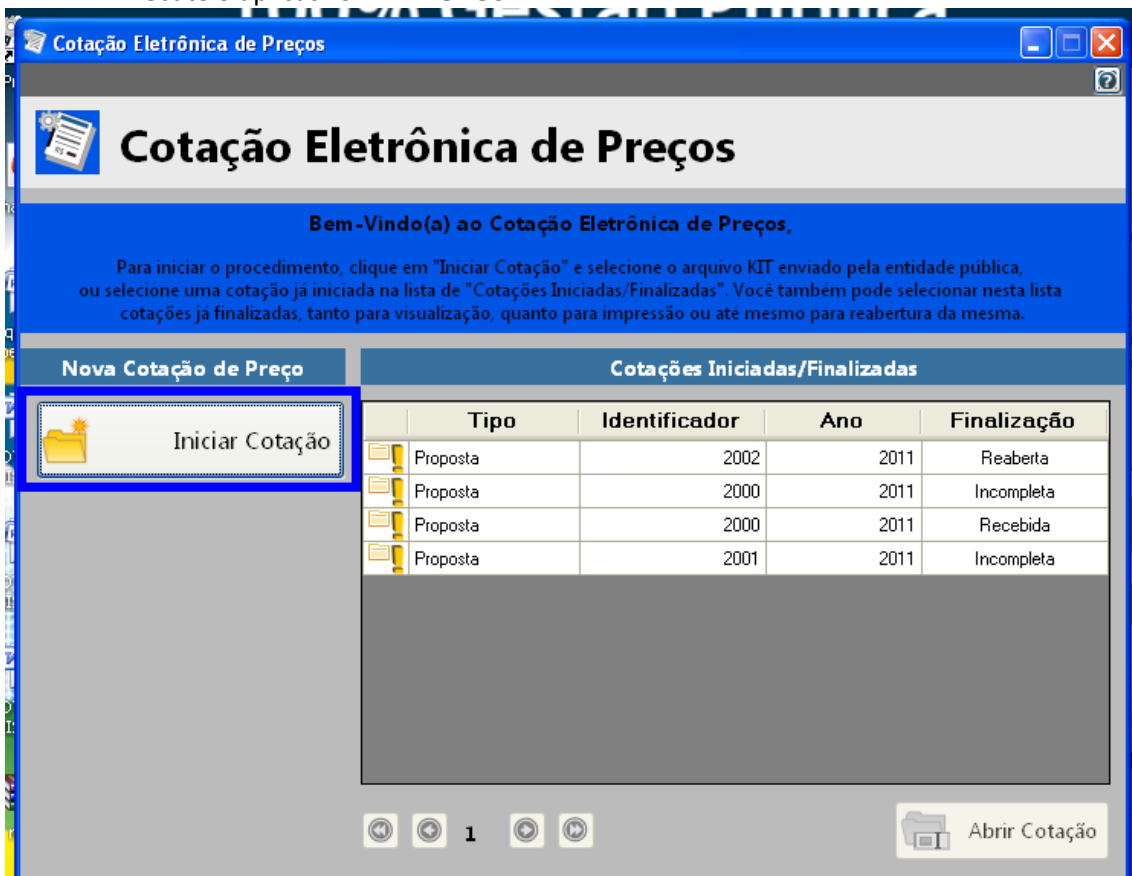 100% Gestão Pública
Cotação Eletrônica de Preços
Cotação Eletrônica de Preços
Bem-Vindo(a) ao Cotação Eletrônica de Preços,
Para iniciar o procedimento, clique em "Iniciar Cotação" e selecione o arquivo KIT enviado pela entidade pública,
ou selecione uma cotação já iniciada na lista de "Cotações Iniciadas/Finalizadas". Você também pode selecionar nesta lista
cotações já finalizadas, tanto para visualização, quanto para impressão ou até mesmo para reabertura da mesma.
Nova Cotação de Preço
Cotações Iniciadas/Finalizadas
Iniciar Cotação
Tipo Identificador Ano Finalização
Proposta 2002 2011 Reaberta
Proposta 2000 2011 Incompleta
Proposta 2000 2011 Recebida
Proposta 2001 2011 Incompleta
1
Abrir Cotação